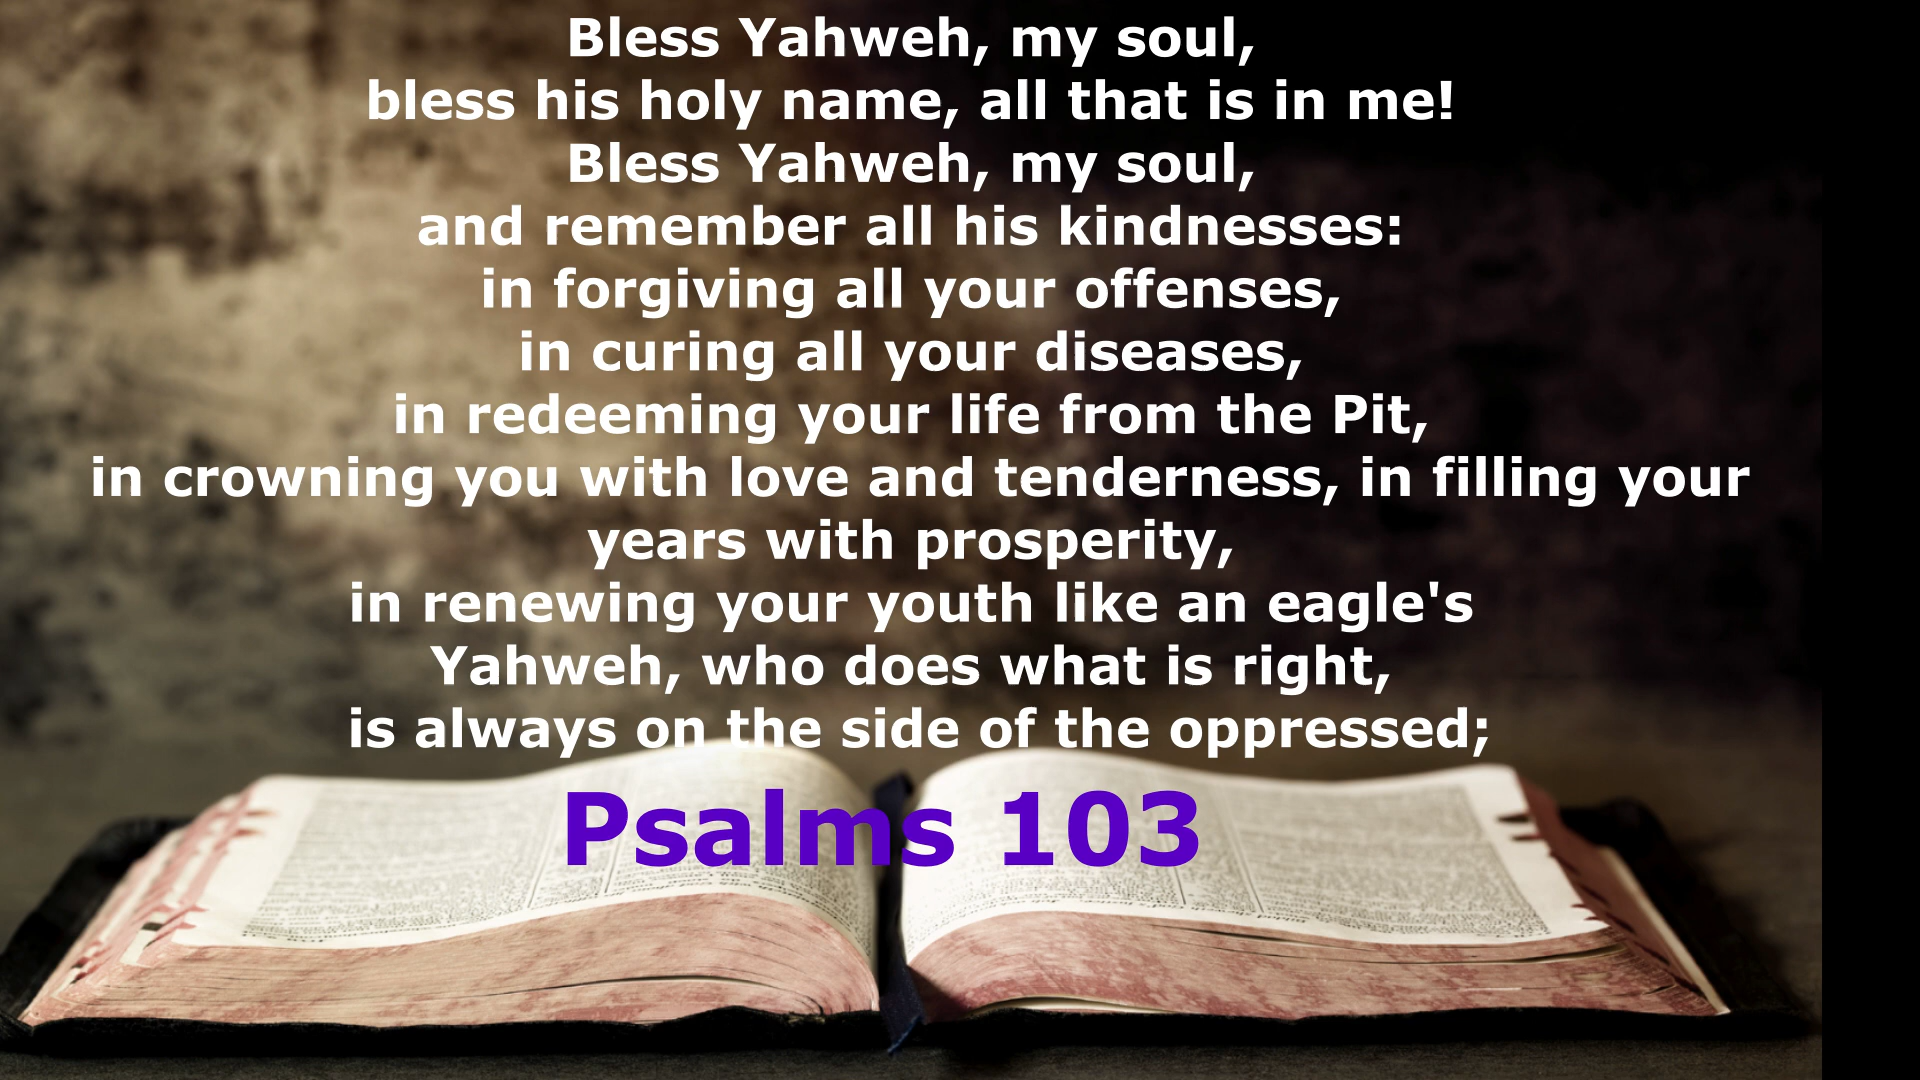 Bless Yahweh, my soul,
bless his holy name, all that is in me!
Bless Yahweh, my soul,
and remember all his kindnesses:
in forgiving all your offenses,
in curing all your diseases,
in redeeming your life from the Pit,
in crowning you with love and tenderness, in filling your
years with prosperity,
in renewing your youth like an eagle's
Yahweh, who does what is right,
is always on the side of the oppressed;
Psalms 103